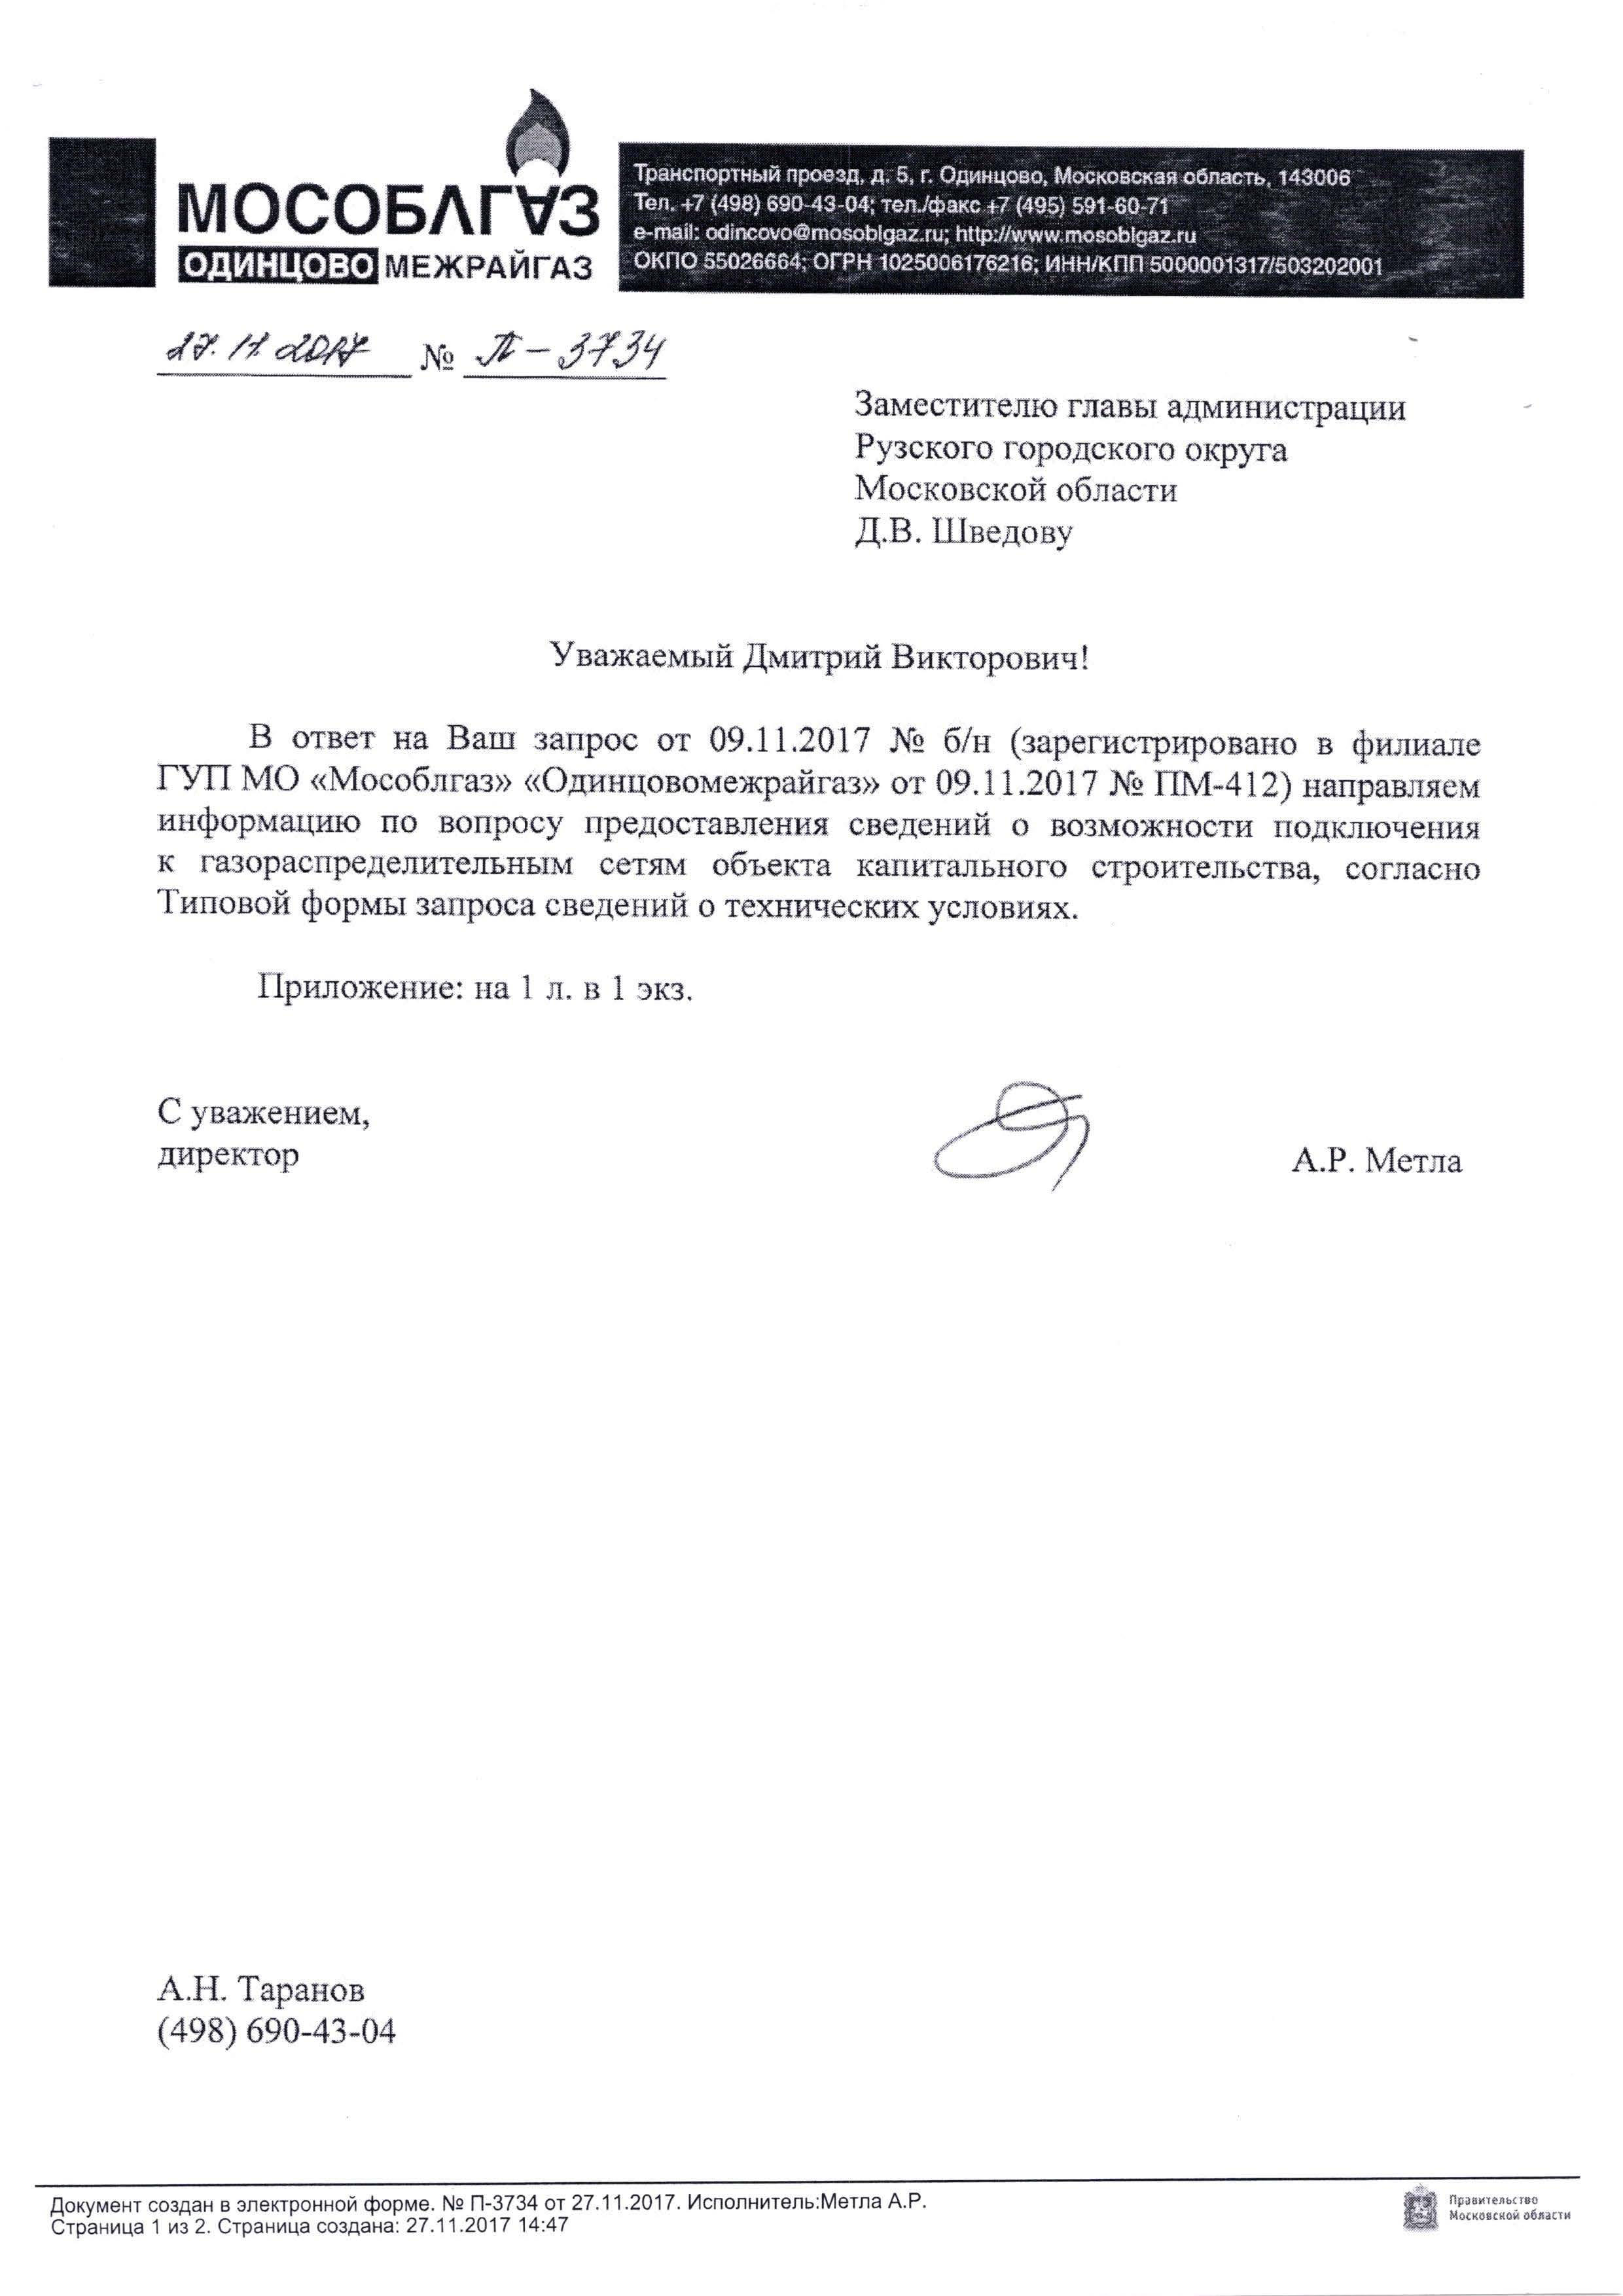 МОСОБЛГАЗ
ОДИНЦОВО МЕЖРАЙГАЗ
Транспортный проезд, д. 5, г. Одинцово, Московская область, 143006
Тел. +7 (498) 690-43-04; тел./факс +7 (495) 591-60-71
e-mail: odincovo@mosoblgaz.ru; http://www.mosoblgaz.ru
ОКПО 55026664; ОГРН 1025006176216; ИНН/КПП 5000001317/503202001
27.11.2017 № П-3734
Заместителю главы администрации
Рузского городского округа
Московской области
Д.В. Шведову
Уважаемый Дмитрий Викторович!
В ответ на Ваш запрос от 09.11.2017 № б/н (зарегистрировано в филиале
ГУП МО «Мособлгаз» «Одинцовомежрайгаз» от 09.11.2017 № ПМ-412) направляем
информацию по вопросу предоставления сведений о возможности подключения
к газораспределительным сетям объекта капитального строительства, согласно
Типовой формы запроса сведений о технических условиях.
Приложение: на 1 л. в 1 экз.
С уважением,
директор
А.Р. Метла
А.Н. Таранов
(498) 690-43-04
Документ создан в электронной форме. № П-3734 от 27.11.2017. Исполнитель:Метла А.Р.
Страница 1 из 2. Страница создана: 27.11.2017 14:47
Правительство
Московской области